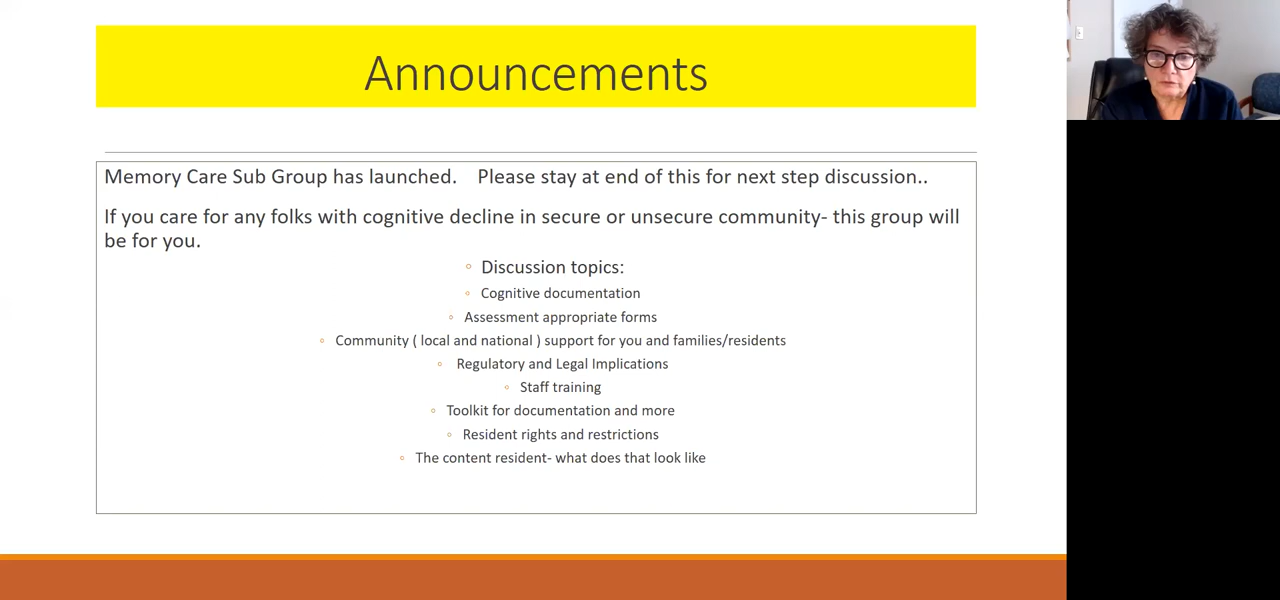 Announcements
Memory Care Sub Group has launched. Please stay at end of this for next step discussion..
If you care for any folks with cognitive decline in secure or unsecure community- this group will
be for you.
Discussion topics:
Cognitive documentation
Assessment appropriate forms
Community ( local and national ) support for you and families/residents
Regulatory and Legal Implications
Staff training
Toolkit for documentation and more
Resident rights and restrictions
The content resident- what does that look like